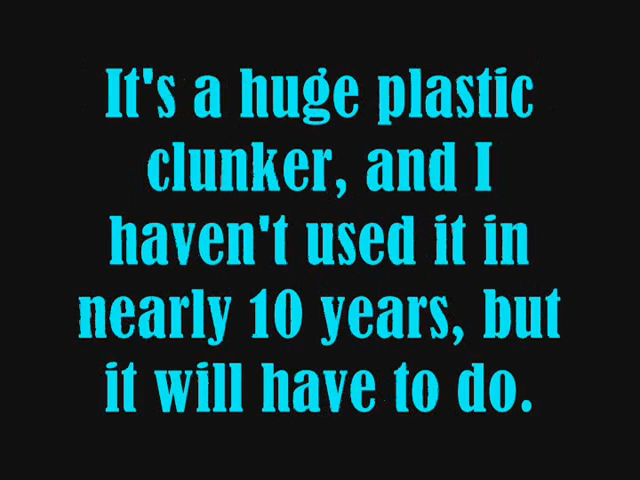 It's a huge plastic
clunker, and I
haven't used it in
nearly 10 years, but
it will have to do.